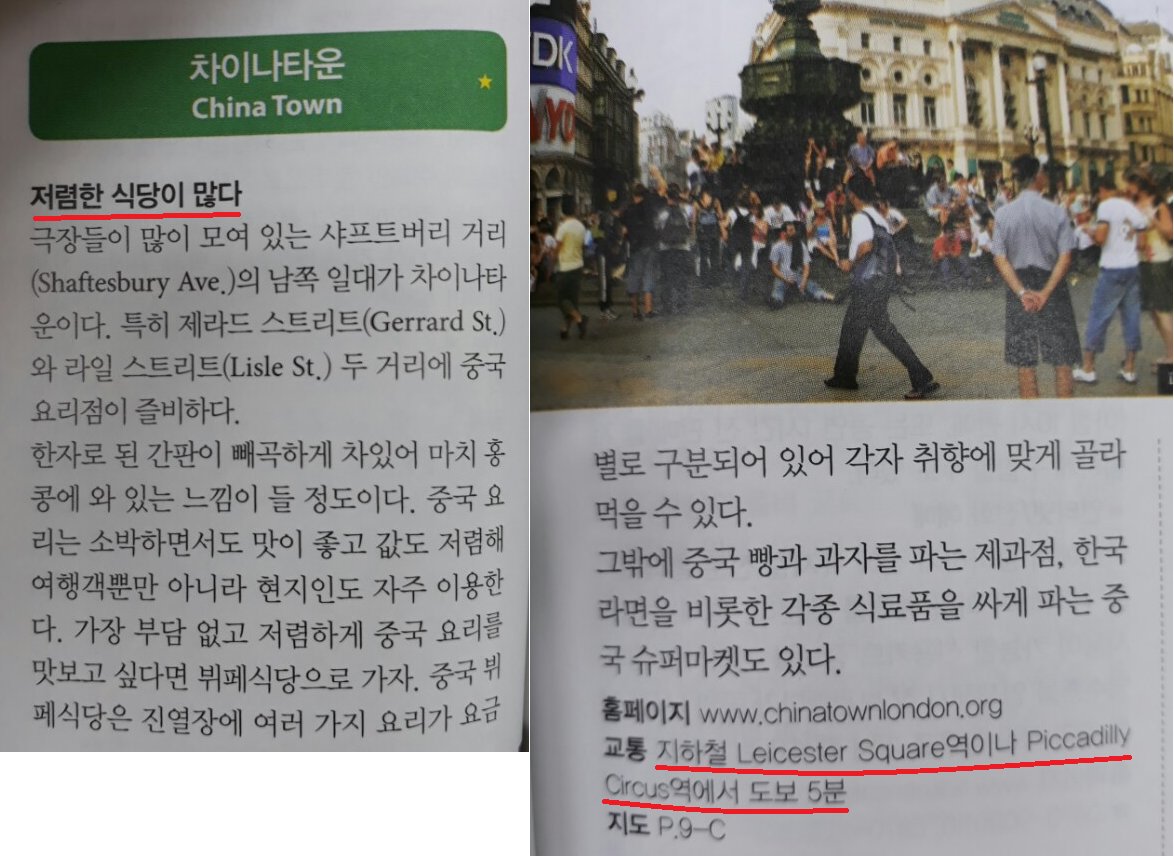 차이나타운
China Town
저렴한 식당이 많다
극장들이 많이 모여 있는 샤프트버리 거리
(Shaftesbury Ave.)의 남쪽 일대가 차이나타
운이다. 특히 제라드 스트리트(Gerrard St.)
와 라일 스트리트(Lisle St.) 두 거리에 중국
요리점이 즐비하다.
한자로 된 간판이 빼곡하게 차있어 마치 홍
콩에 와 있는 느낌이 들 정도이다. 중국 요
리는 소박하면서도 맛이 좋고 값도 저렴해
여행객뿐만 아니라 현지인도 자주 이용한
다. 가장 부담 없고 저렴하게 중국 요리를
맛보고 싶다면 뷔페식당으로 가자. 중국 뷔
페식당은 진열장에 여러 가지 요리가 요금
TDK
별로 구분되어 있어 각자 취향에 맞게 골라
먹을 수 있다.
그밖에 중국 빵과 과자를 파는 제과점, 한국
라면을 비롯한 각종 식료품을 싸게 파는 중
국 슈퍼마켓도 있다.
홈페이지 www.chinatownlondon.org
교통 지하철 Leicester Square역이나 Piccadilly
Circus역에서 도보 5분
지도 P.9-C